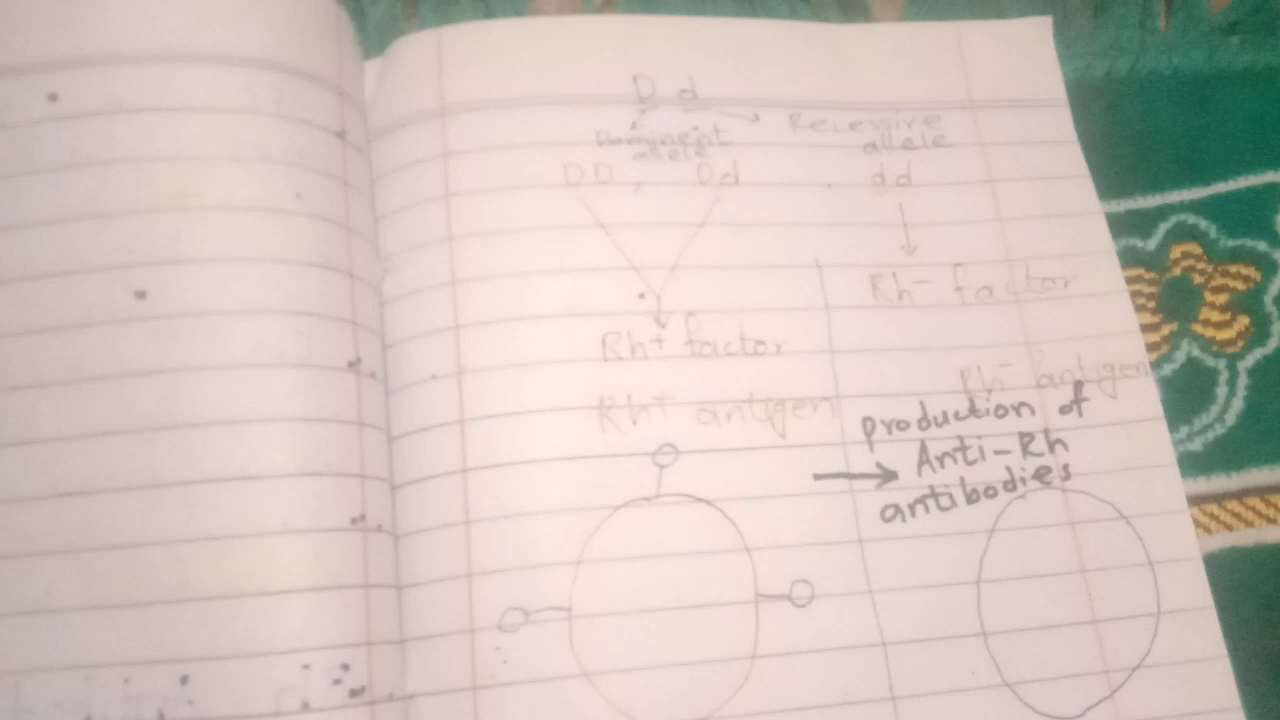 D d
Dominent
allele
Recessive
allele
DD , Dd , dd
Rh⁻ factor
Rh⁺ factor
Rh⁻ antigen
Rh⁺ antigen
production of
Anti-Rh
antibodies